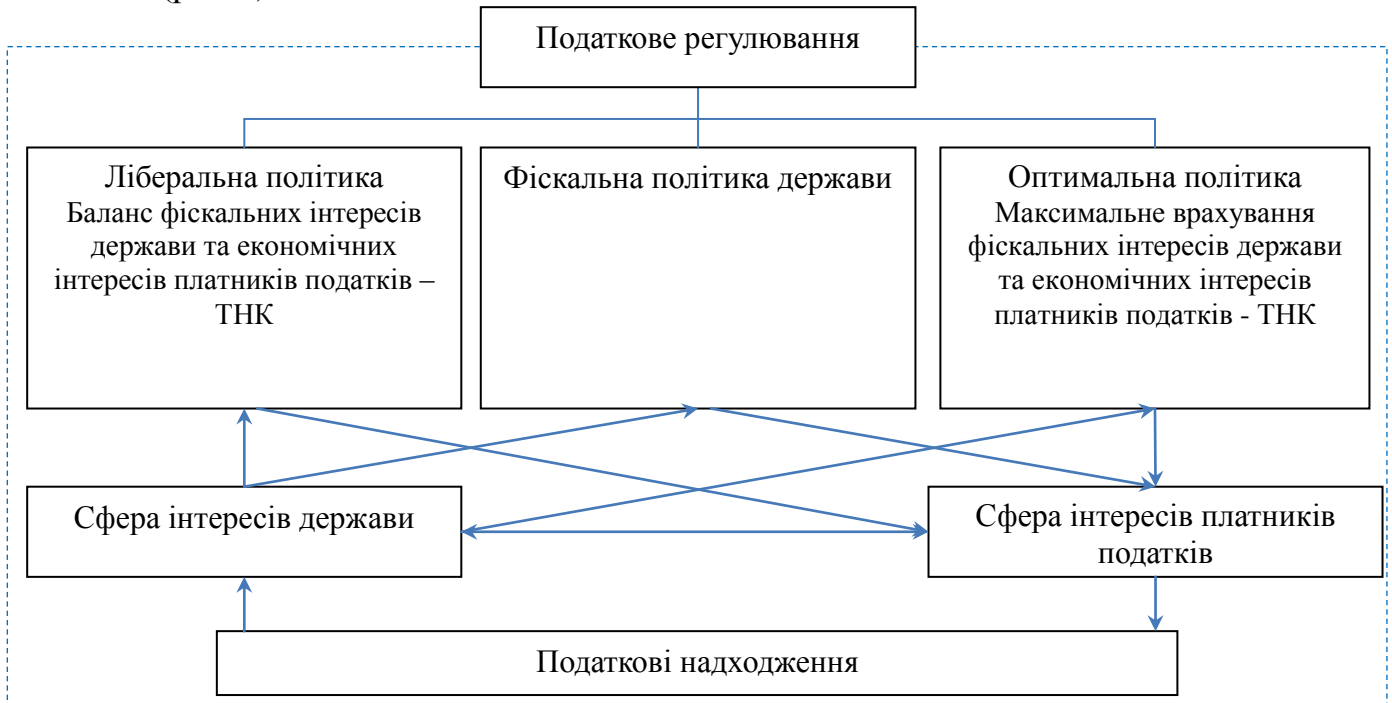 Податкове регулювання
Ліберальна політика
Баланс фіскальних інтересів
держави та економічних
інтересів платників податків –
ТНК
Фіскальна політика держави
Оптимальна політика
Максимальне врахування
фіскальних інтересів держави
та економічних інтересів
платників податків - ТНК
Сфера інтересів держави
Сфера інтересів платників
податків
Податкові надходження